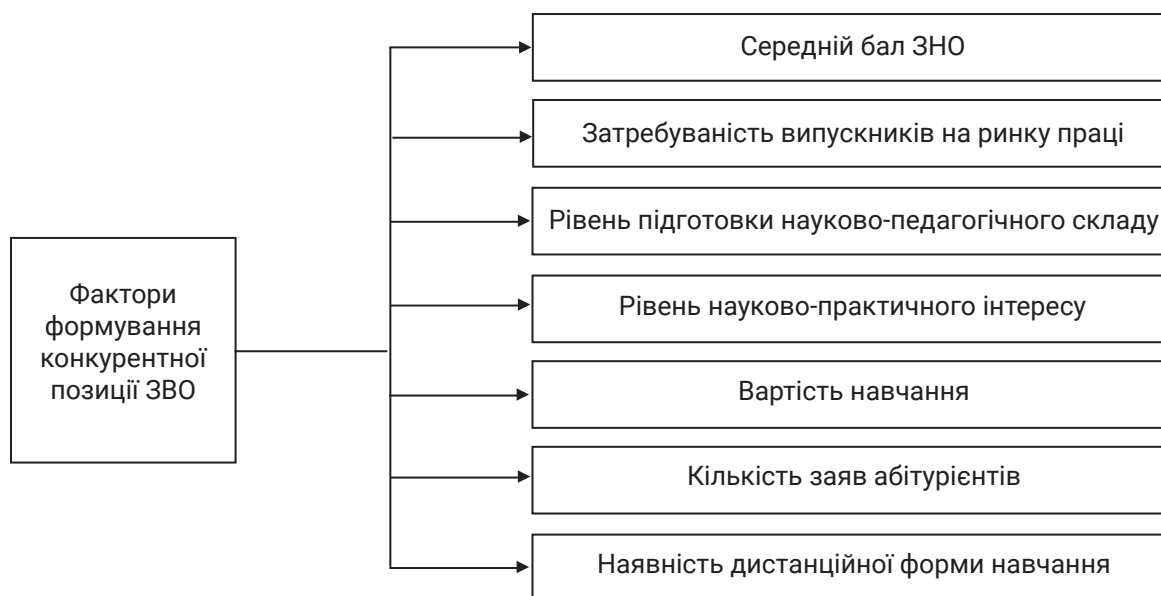 Фактори
формування
конкурентної
позиції ЗВО
Середній бал ЗНО
Затребуваність випускників на ринку праці
Рівень підготовки науково-педагогічного складу
Рівень науково-практичного інтересу
Вартість навчання
Кількість заяв абітурієнтів
Наявність дистанційної форми навчання